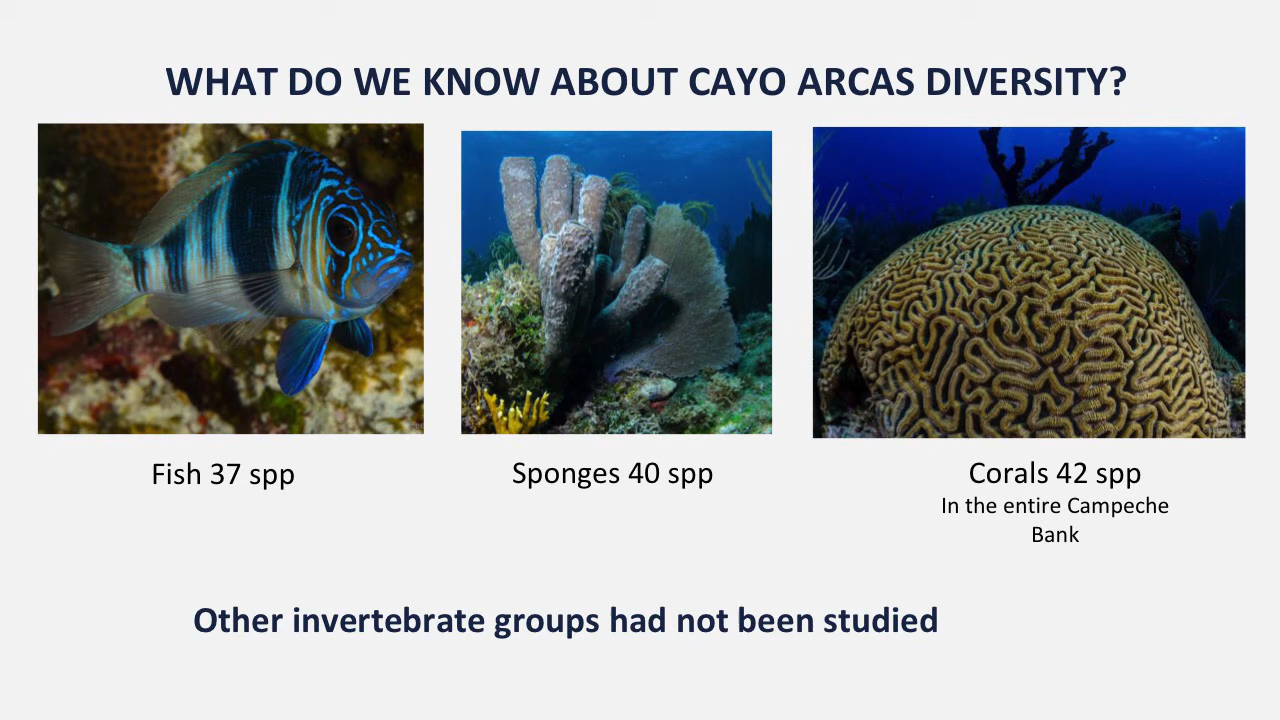 WHAT DO WE KNOW ABOUT CAYO ARCAS DIVERSITY?
Fish 37 spp
Sponges 40 spp
Corals 42 spp
In the entire Campeche
Bank
Other invertebrate groups had not been studied